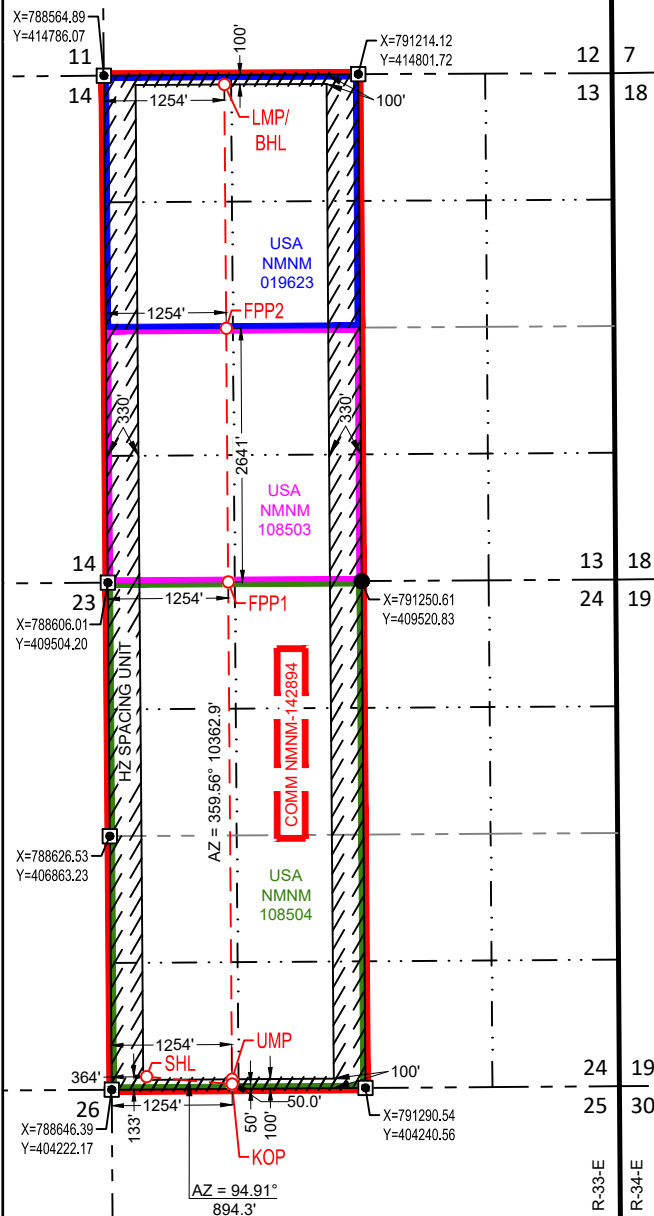 X=788564.89
Y=414786.07
X=791214.12
Y=414801.72
11
12 7
14
13 18
100'
1254'
100'
LMP/
BHL
USA
NMNM
019623
1254'
FPP2
330'
330'
2641'
USA
NMNM
108503
14
13 18
23
24 19
1254'
FPP1
X=788606.01
Y=409504.20
X=791250.61
Y=409520.83
HZ SPACING UNIT
AZ = 359.56° 10362.9'
COMM NMNM-142894
X=788626.53
Y=406863.23
USA
NMNM
108504
1254'
UMP
SHL
364'
100'
24 19
26
25 30
1254'
50.0'
133'
50'
100'
X=788646.39
Y=404222.17
X=791290.54
Y=404240.56
KOP
AZ = 94.91°
894.3'
R-33-E
R-34-E